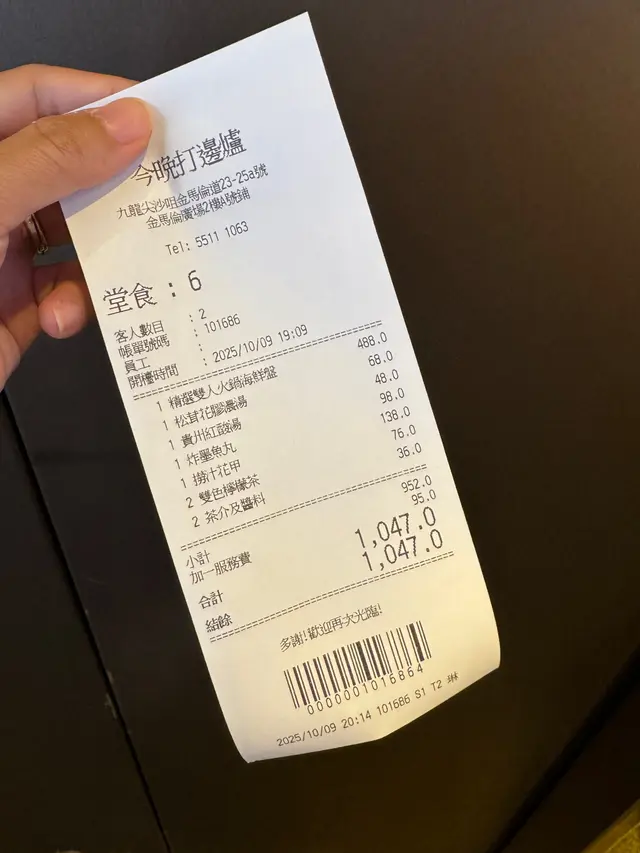 今晚打邊爐
九龍尖沙咀金馬倫道23-25a號
金馬倫廣場2樓A號鋪
Tel: 5511 1063
堂食 : 6
客人數目 : 2
帳單號碼 : 101686
員工 :
開檯時間 : 2025/10/09 19:09
1 精選雙人火鍋海鮮盤 488.0
1 松茸花膠濃湯 68.0
1 貴州紅酸湯 48.0
1 炸墨魚丸 98.0
1 撈汁花甲 138.0
2 雙色檸檬茶 76.0
2 茶介及醬料 36.0
小計 952.0
加一服務費 95.0
合計 1,047.0
結餘 1,047.0
多謝!歡迎再次光臨!
0000001016864
2025/10/09 20:14 101686 S1 T2 琳